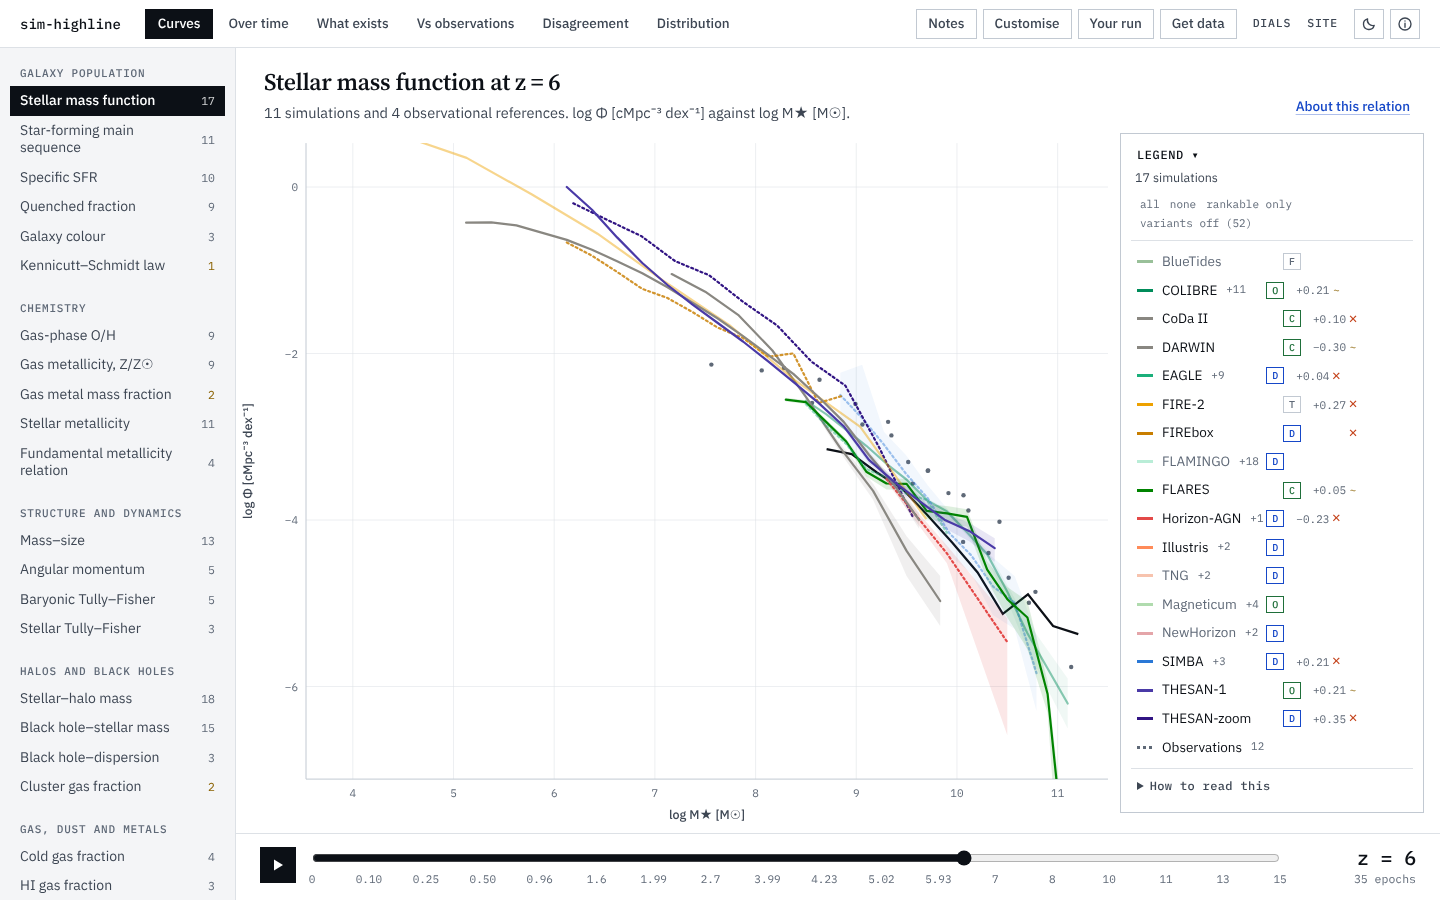 sim-highline
Curves
Over time
What exists
Vs observations
Disagreement
Distribution
Notes
Customise
Your run
Get data
DIALS
SITE
GALAXY POPULATION
Stellar mass function 17
Star-forming main
sequence 11
Specific SFR 10
Quenched fraction 9
Galaxy colour 3
Kennicutt–Schmidt law 1
CHEMISTRY
Gas-phase O/H 9
Gas metallicity, Z/Z☉ 9
Gas metal mass fraction 2
Stellar metallicity 11
Fundamental metallicity
relation 4
STRUCTURE AND DYNAMICS
Mass–size 13
Angular momentum 5
Baryonic Tully–Fisher 5
Stellar Tully–Fisher 3
HALOS AND BLACK HOLES
Stellar–halo mass 18
Black hole–stellar mass 15
Black hole–dispersion 3
Cluster gas fraction 2
GAS, DUST AND METALS
Cold gas fraction 4
HI gas fraction 3
Stellar mass function at z = 6
11 simulations and 4 observational references. log Φ [cMpc⁻³ dex⁻¹] against log M★ [M☉].
About this relation
log Φ [cMpc⁻³ dex⁻¹]
0
−2
−4
−6
4 5 6 7 8 9 10 11
log M★ [M☉]
LEGEND ▾
17 simulations
all none rankable only
variants off (52)
BlueTides F
COLIBRE +11 O +0.21 ~
CoDa II C +0.10 ×
DARWIN C −0.30 ~
EAGLE +9 D +0.04 ×
FIRE-2 T +0.27 ×
FIREbox D ×
FLAMINGO +18 D
FLARES C +0.05 ~
Horizon-AGN +1 D −0.23 ×
Illustris +2 D
TNG +2 D
Magneticum +4 O
NewHorizon +2 D
SIMBA +3 D +0.21 ×
THESAN-1 O +0.21 ~
THESAN-zoom D +0.35 ×
Observations 12
▶ How to read this
0 0.10 0.25 0.50 0.96 1.6 1.99 2.7 3.99 4.23 5.02 5.93 7 8 10 11 13 15
z = 6
35 epochs